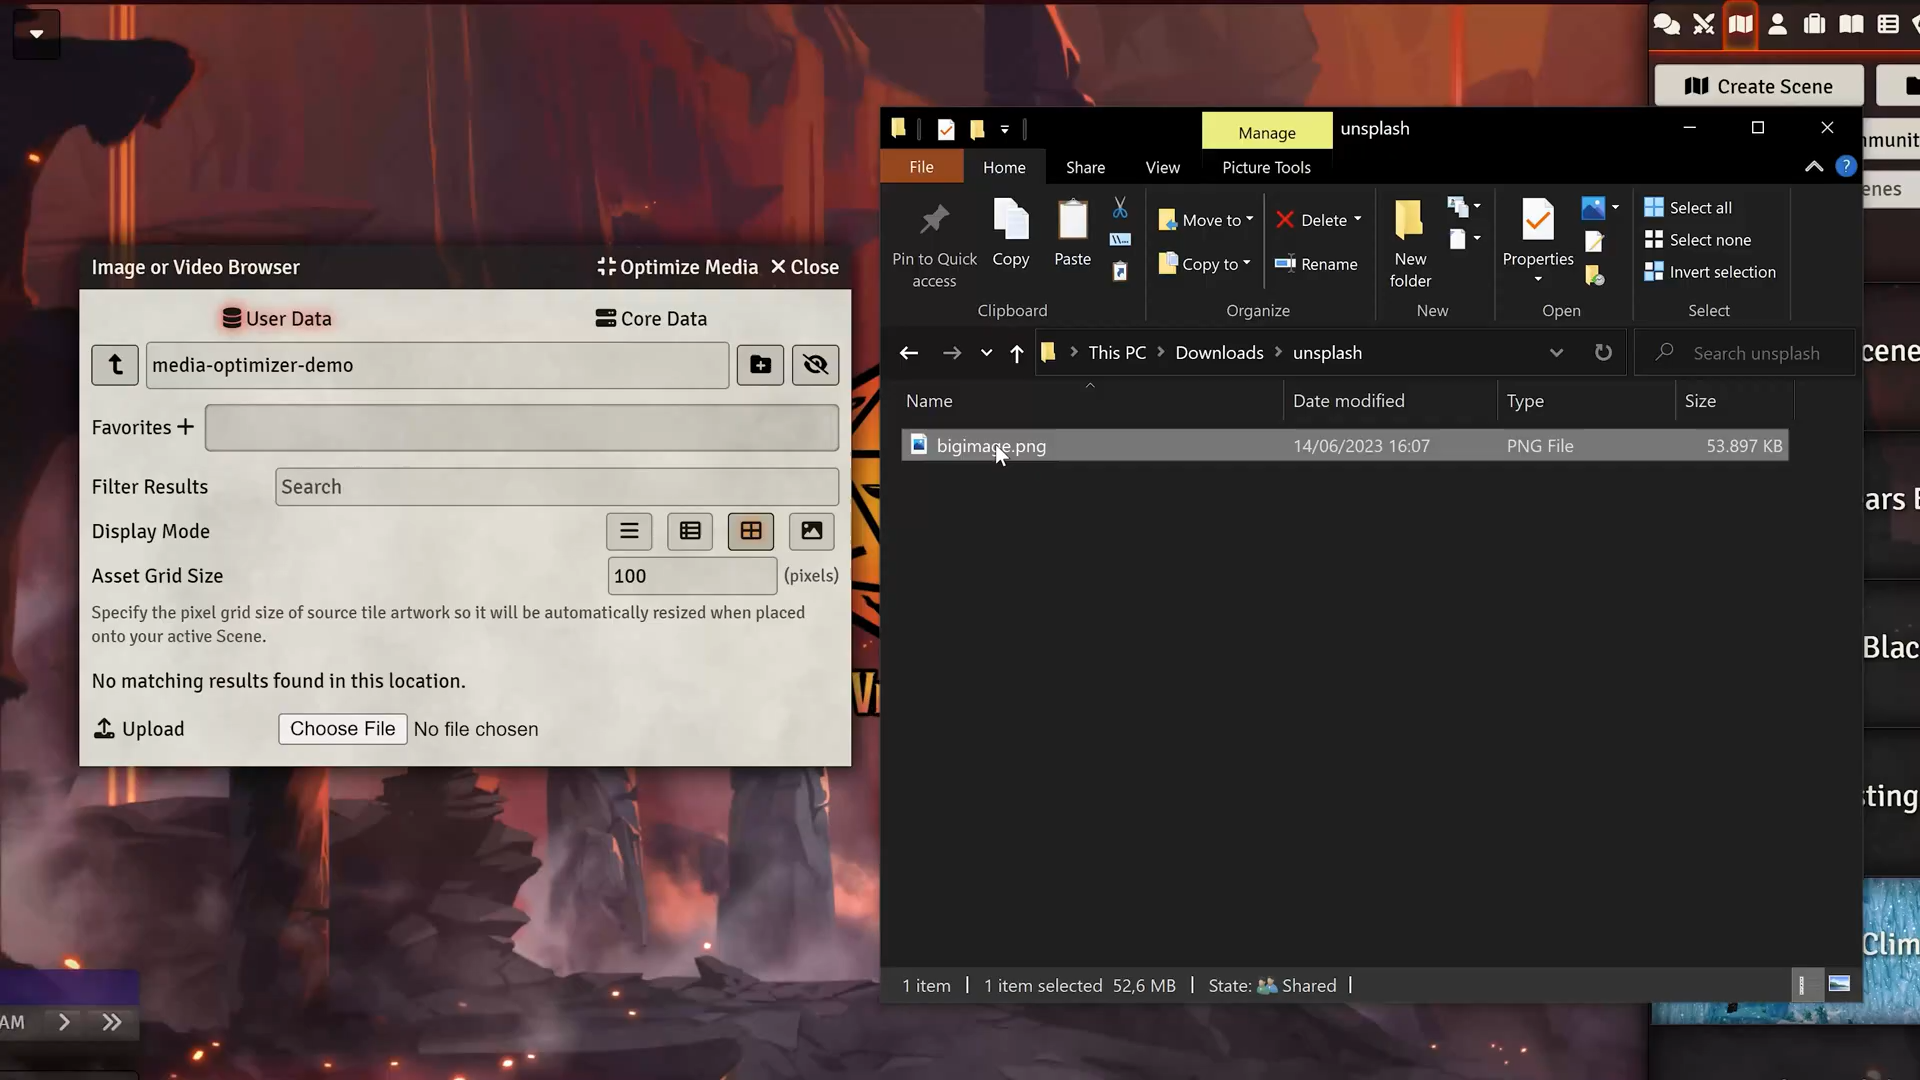 Create Scene
Manage
unsplash
File
Home
Share
View
Picture Tools
Pin to Quick access
Copy
Paste
Move to
Copy to
Delete
Rename
New folder
Properties
Select all
Select none
Invert selection
Clipboard
Organize
New
Open
Select
This PC
Downloads
unsplash
Search unsplash
Name
Date modified
Type
Size
bigimage.png
14/06/2023 16:07
PNG File
53.897 KB
1 item
1 item selected 52,6 MB
State:
Shared
Image or Video Browser
Optimize Media
Close
User Data
Core Data
media-optimizer-demo
Favorites
Filter Results
Search
Display Mode
Asset Grid Size
100
(pixels)
Specify the pixel grid size of source tile artwork so it will be automatically resized when placed
onto your active Scene.
No matching results found in this location.
Upload
Choose File
No file chosen
AM